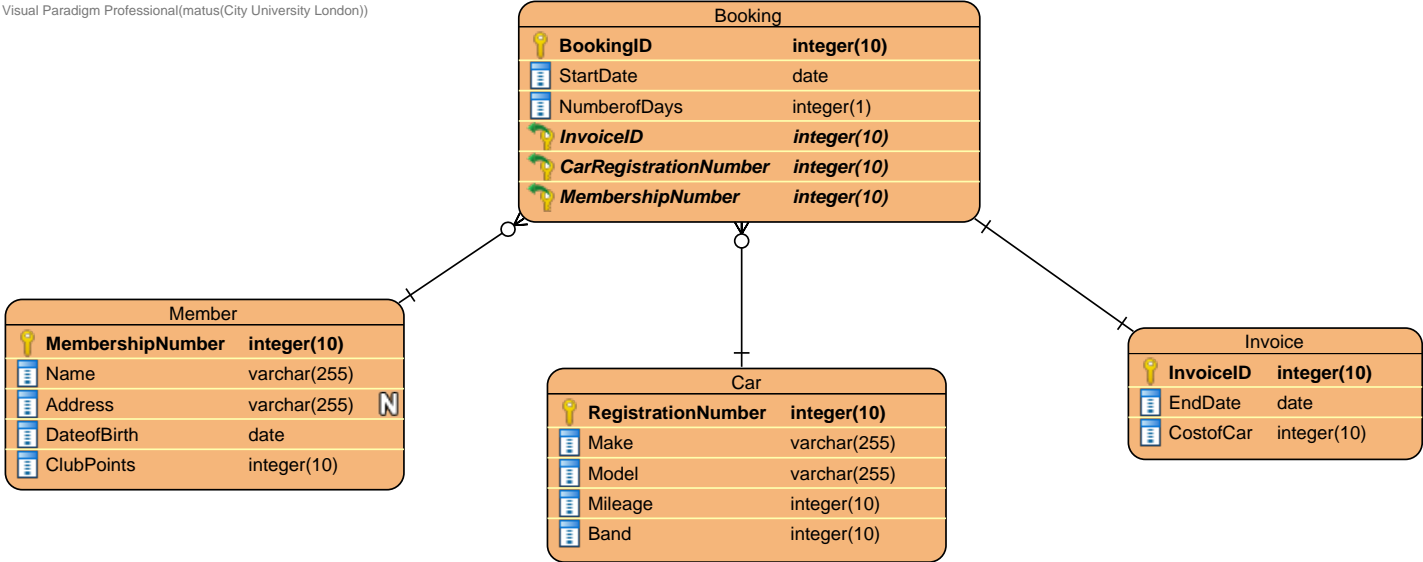 Visual Paradigm Professional(matus(City University London))
Booking
BookingID integer(10)
StartDate date
NumberofDays integer(1)
InvoiceID integer(10)
CarRegistrationNumber integer(10)
MembershipNumber integer(10)
Member
MembershipNumber integer(10)
Name varchar(255)
Address varchar(255) N
DateofBirth date
ClubPoints integer(10)
Car
RegistrationNumber integer(10)
Make varchar(255)
Model varchar(255)
Mileage integer(10)
Band integer(10)
Invoice
InvoiceID integer(10)
EndDate date
CostofCar integer(10)